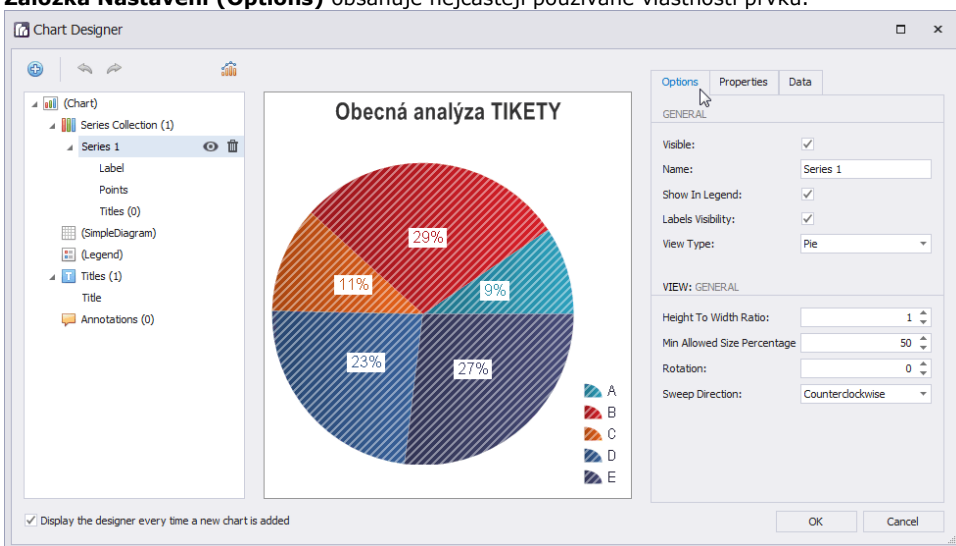 Záložka Nastavení (Options) obsahuje nejčastěji používané vlastnosti prvků.
Chart Designer
(Chart)
Series Collection (1)
Series 1
Label
Points
Titles (0)
(SimpleDiagram)
(Legend)
Titles (1)
Title
Annotations (0)
Obecná analýza TIKETY
29%
11%
9%
23%
27%
A
B
C
D
E
Options Properties Data
GENERAL
Visible:
Name: Series 1
Show In Legend:
Labels Visibility:
View Type: Pie
VIEW: GENERAL
Height To Width Ratio: 1
Min Allowed Size Percentage 50
Rotation: 0
Sweep Direction: Counterclockwise
Display the designer every time a new chart is added
OK Cancel